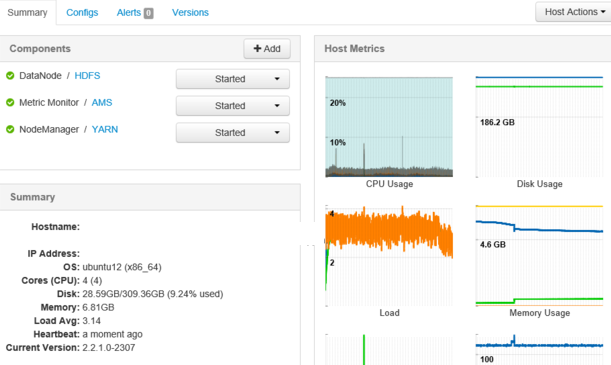 Summary Configs Alerts 0 Versions Host Actions
Components + Add
DataNode / HDFS Started
Metric Monitor / AMS Started
NodeManager / YARN Started
Summary
Hostname:
IP Address:
OS: ubuntu12 (x86_64)
Cores (CPU): 4 (4)
Disk: 28.59GB/309.36GB (9.24% used)
Memory: 6.81GB
Load Avg: 3.14
Heartbeat: a moment ago
Current Version: 2.2.1.0-2307
Host Metrics
20%
10%
CPU Usage
186.2 GB
Disk Usage
4
2
Load
4.6 GB
Memory Usage
100